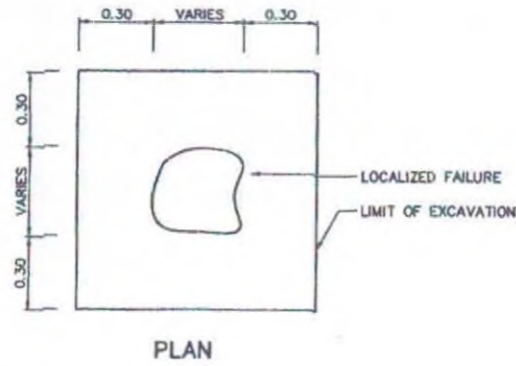 0.30 VARIES 0.30
0.30
VARIES
0.30
LOCALIZED FAILURE
LIMIT OF EXCAVATION
PLAN